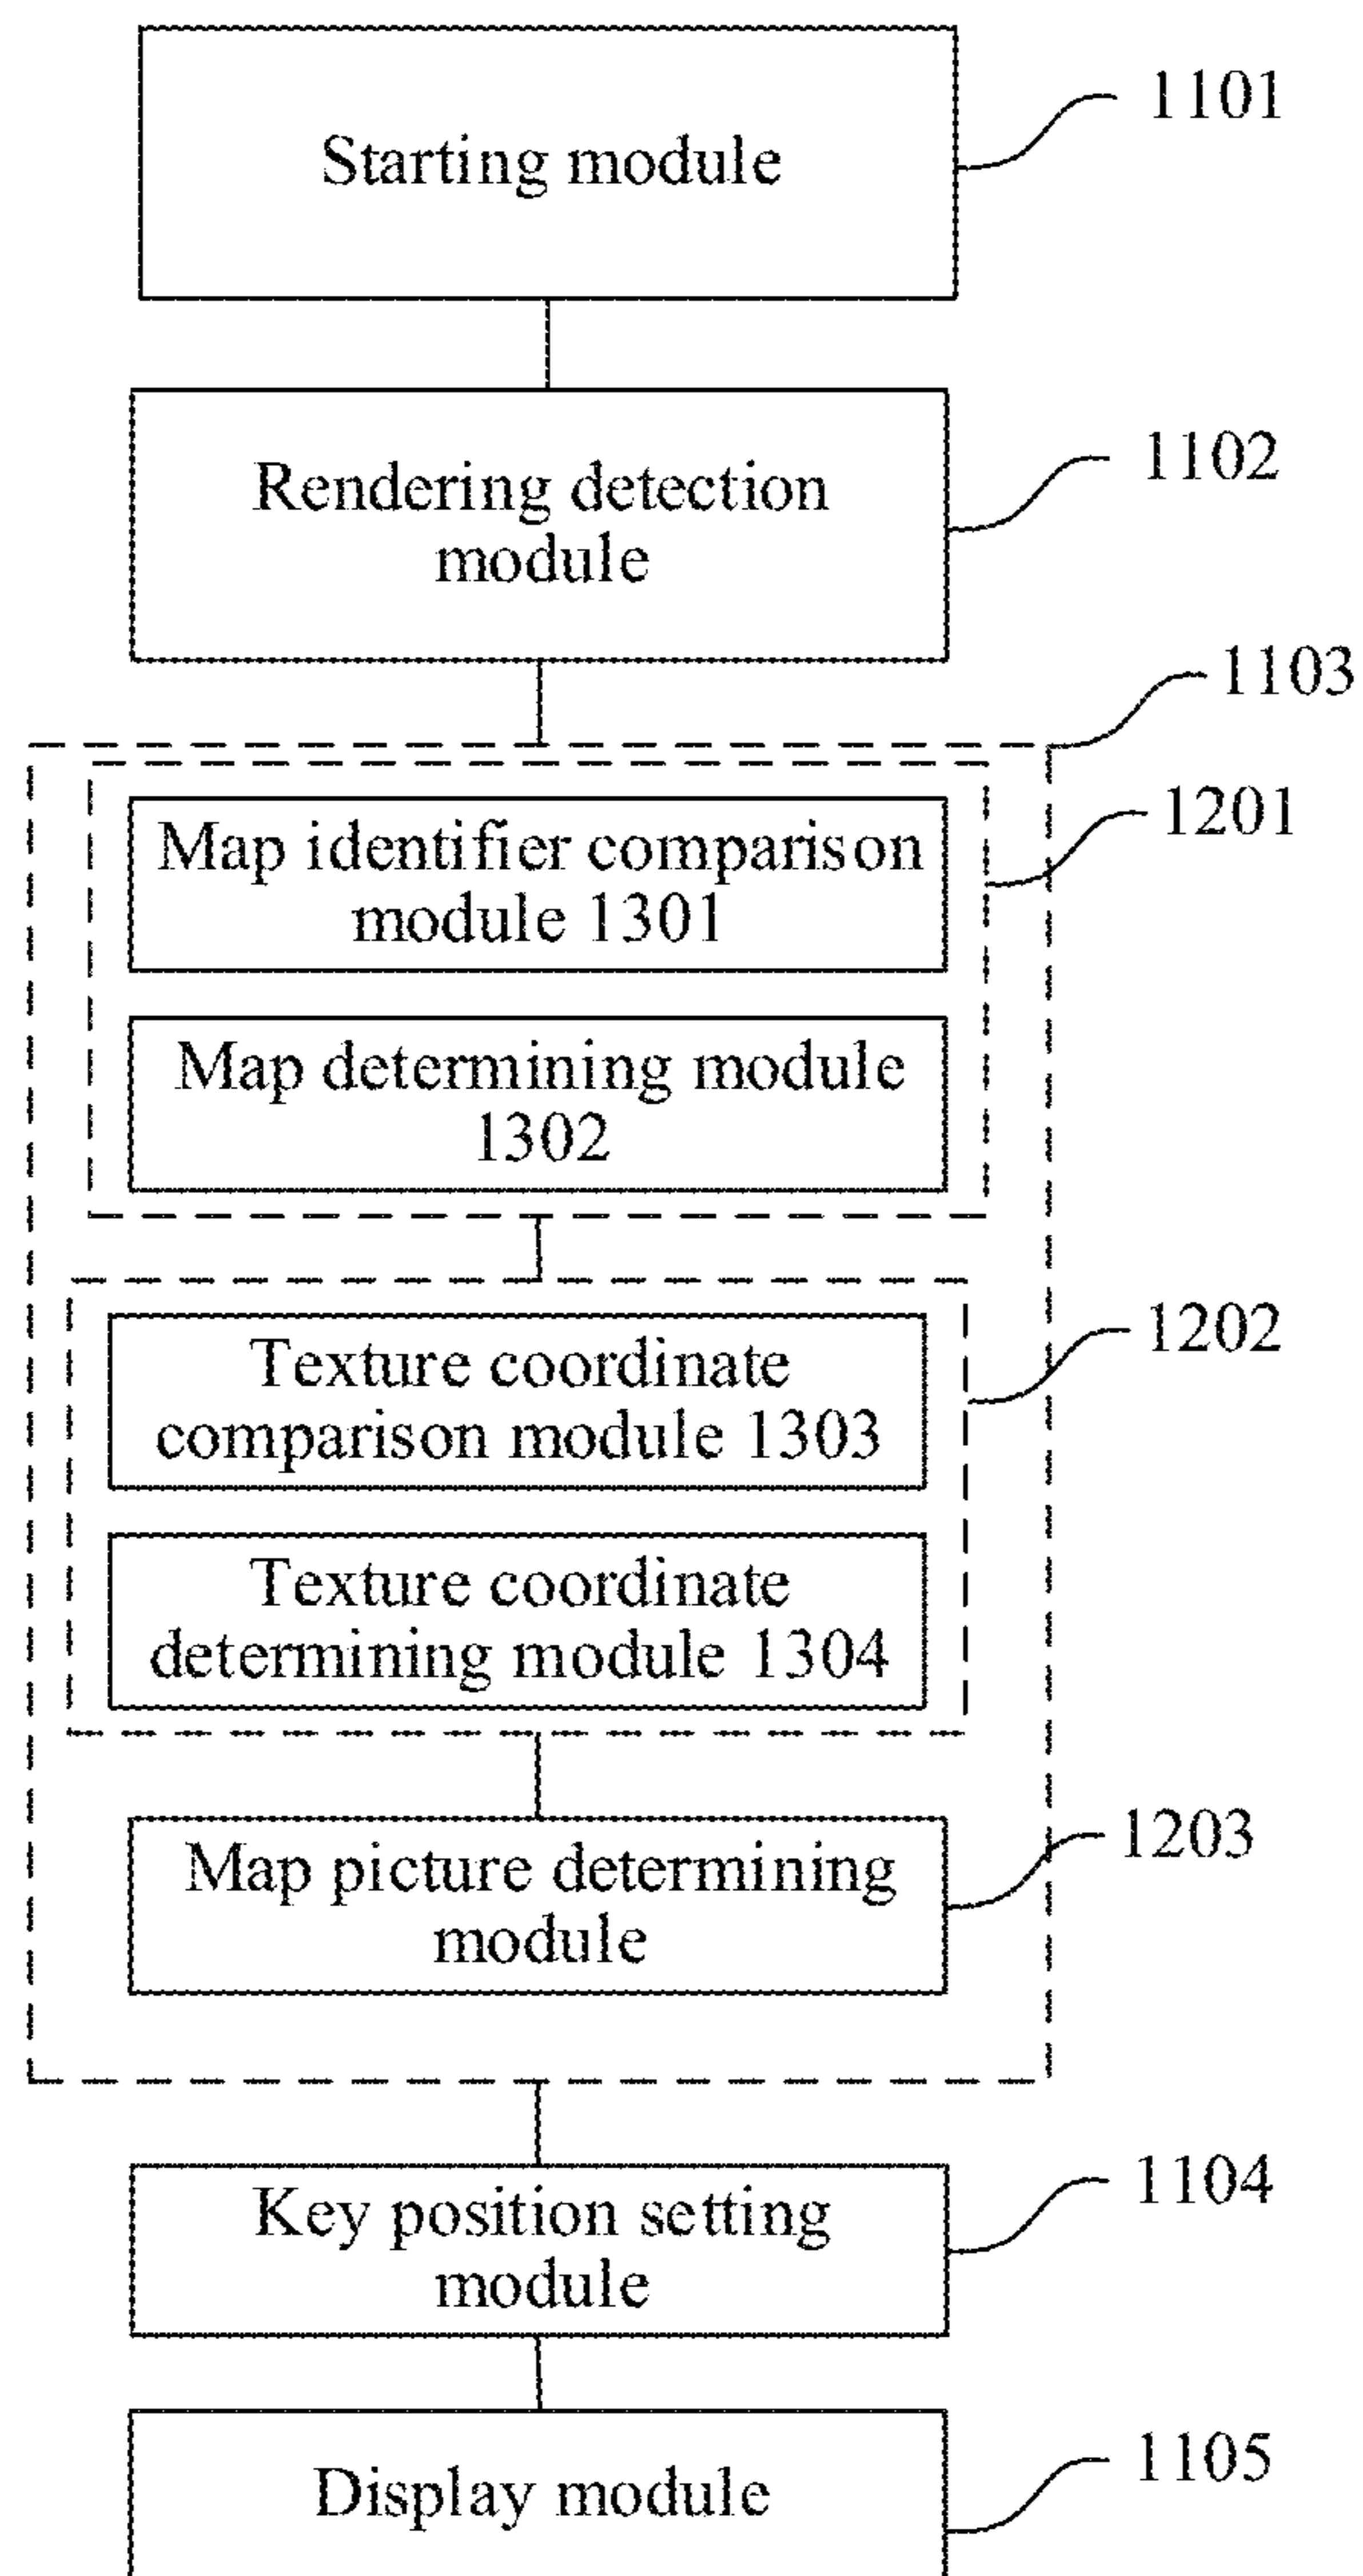 Starting module
1101
Rendering detection
module
1102
1103
1201
Map identifier comparison
module 1301
Map determining module
1302
1202
Texture coordinate
comparison module 1303
Texture coordinate
determining module 1304
1203
Map picture determining
module
1104
Key position setting
module
1105
Display module